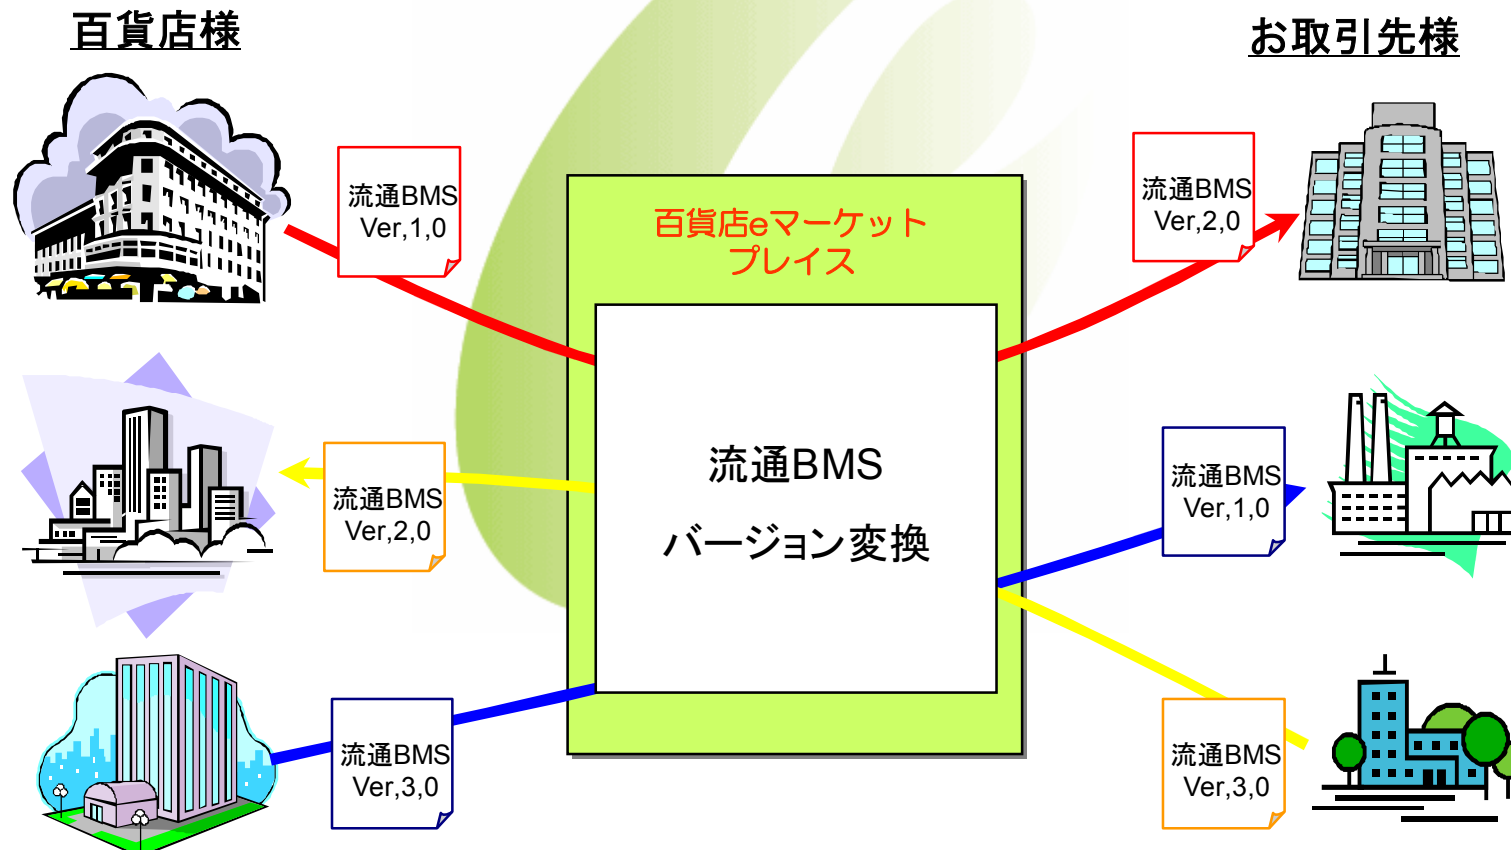 百貨店様
お取引先様
流通BMS
Ver,1,0
流通BMS
Ver,2,0
百貨店eマーケット
プレイス
流通BMS
バージョン変換
流通BMS
Ver,2,0
流通BMS
Ver,1,0
流通BMS
Ver,3,0
流通BMS
Ver,3,0